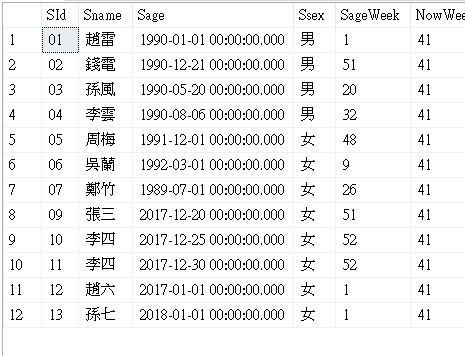 SId Sname Sage Ssex SageWeek NowWee
1 01 趙雷 1990-01-01 00:00:00.000 男 1 41
2 02 錢電 1990-12-21 00:00:00.000 男 51 41
3 03 孫風 1990-05-20 00:00:00.000 男 20 41
4 04 李雲 1990-08-06 00:00:00.000 男 32 41
5 05 周梅 1991-12-01 00:00:00.000 女 48 41
6 06 吳蘭 1992-03-01 00:00:00.000 女 9 41
7 07 鄭竹 1989-07-01 00:00:00.000 女 26 41
8 09 張三 2017-12-20 00:00:00.000 女 51 41
9 10 李四 2017-12-25 00:00:00.000 女 52 41
10 11 李四 2017-12-30 00:00:00.000 女 52 41
11 12 趙六 2017-01-01 00:00:00.000 女 1 41
12 13 孫七 2018-01-01 00:00:00.000 女 1 41